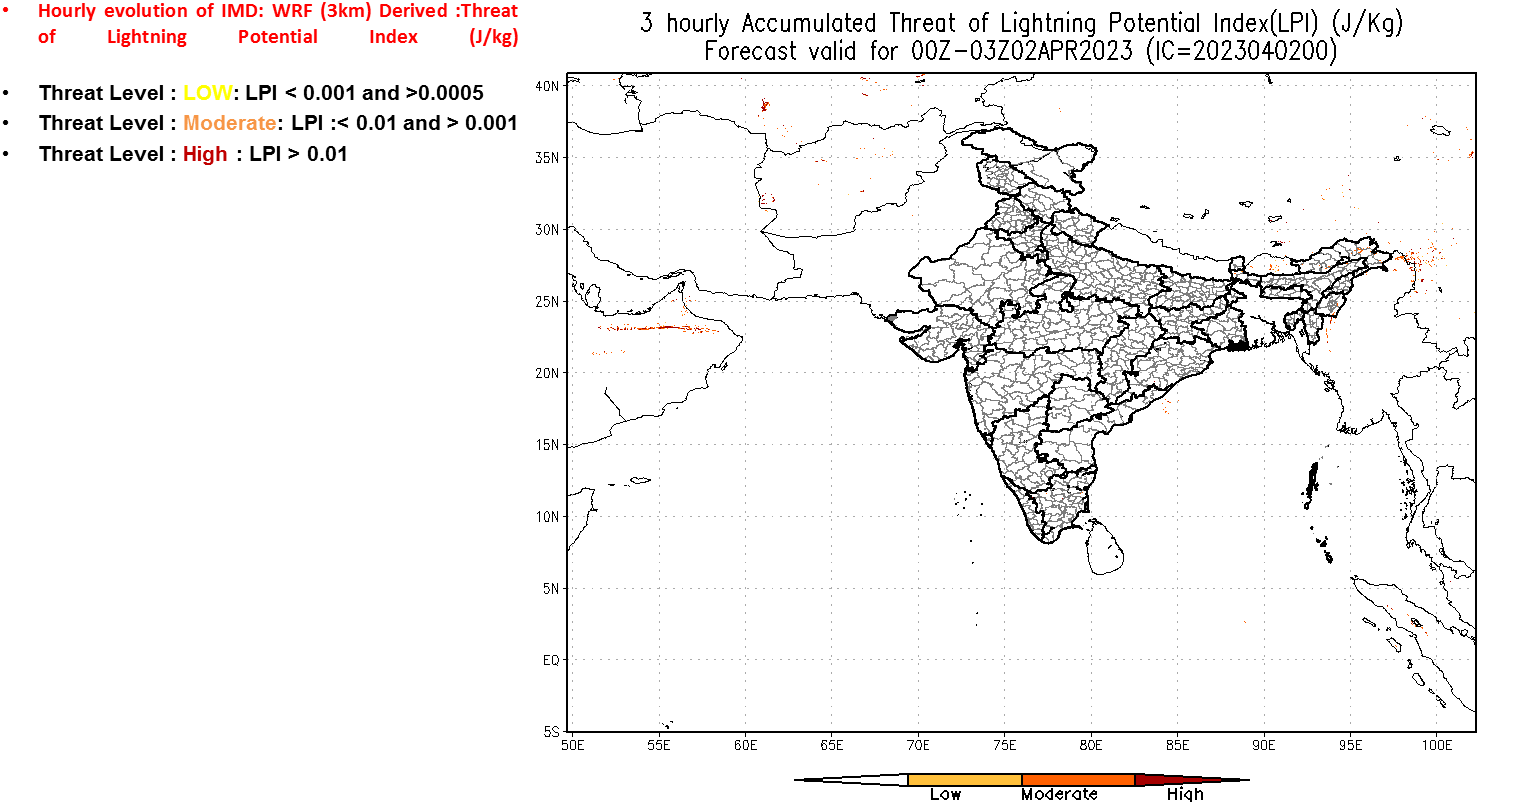 • Hourly evolution of IMD: WRF (3km) Derived :Threat
of Lightning Potential Index (J/kg)
• Threat Level : LOW: LPI < 0.001 and >0.0005
• Threat Level : Moderate: LPI :< 0.01 and > 0.001
• Threat Level : High : LPI > 0.01
3 hourly Accumulated Threat of Lightning Potential Index(LPI) (J/Kg)
Forecast valid for 00Z-03Z02APR2023 (IC=2023040200)
40N
35N
30N
25N
20N
15N
10N
5N
EQ
5S
50E 55E 60E 65E 70E 75E 80E 85E 90E 95E 100E
Low Moderate High